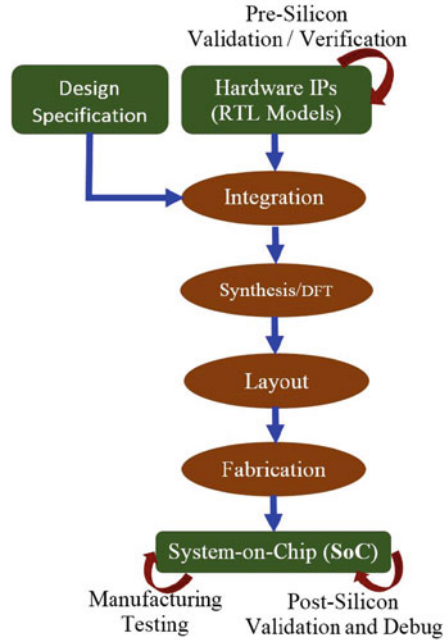 Pre-Silicon
Validation / Verification
Design
Specification
Hardware IPs
(RTL Models)
Integration
Synthesis/DFT
Layout
Fabrication
System-on-Chip (SoC)
Manufacturing
Testing
Post-Silicon
Validation and Debug